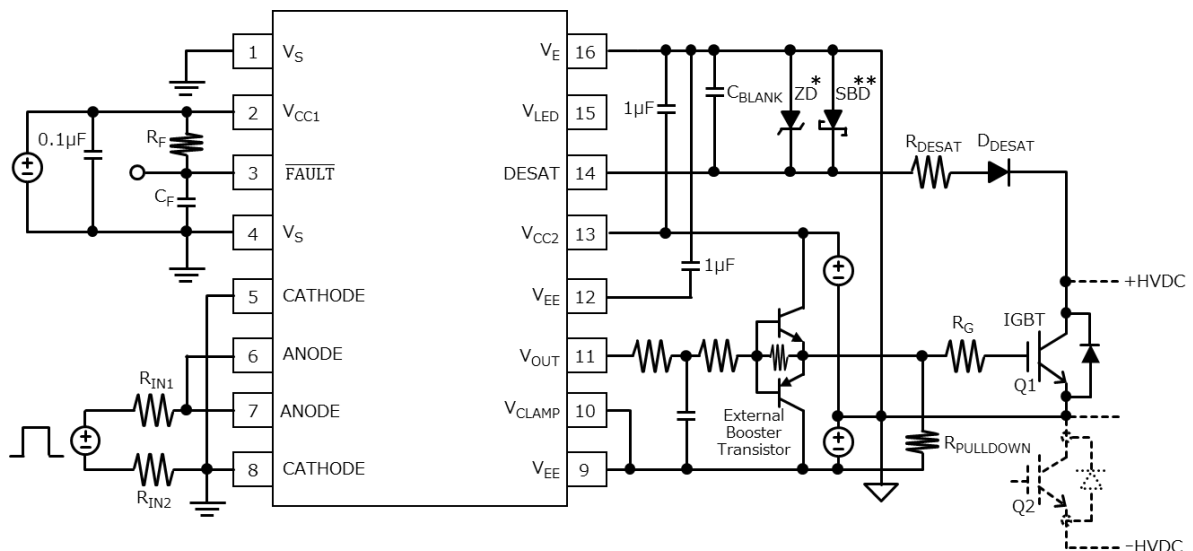 1 V_S
2 V_CC1
3 FAULT
4 V_S
5 CATHODE
6 ANODE
7 ANODE
8 CATHODE
V_E 16
V_LED 15
DESAT 14
V_CC2 13
V_EE 12
V_OUT 11
V_CLAMP 10
V_EE 9
0.1μF
R_F
C_F
R_IN1
R_IN2
1μF
C_BLANK
ZD*
SBD**
R_DESAT
D_DESAT
1μF
+HVDC
IGBT
R_G
Q1
External
Booster
Transistor
R_PULLDOWN
Q2
−HVDC